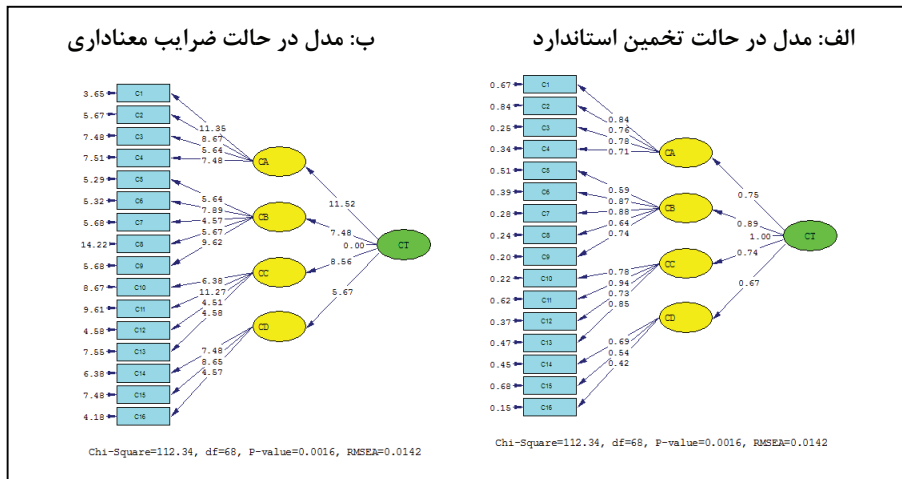 الف: مدل در حالت تخمین استاندارد
0.67 C1
0.84 C2
0.25 C3
0.34 C4
0.51 C5
0.39 C6
0.28 C7
0.24 C8
0.20 C9
0.22 C10
0.62 C11
0.37 C12
0.47 C13
0.45 C14
0.68 C15
0.15 C16
0.84
0.76
0.78
0.71
CA
0.59
0.87
0.88
0.64
0.74
CB
0.78
0.94
0.73
0.85
CC
0.69
0.54
0.42
CD
0.75
0.89
1.00
CT
0.74
0.67
Chi-Square=112.34, df=68, P-value=0.0016, RMSEA=0.0142
ب: مدل در حالت ضرایب معناداری
3.65 C1
5.67 C2
7.48 C3
7.51 C4
5.29 C5
5.32 C6
5.68 C7
14.22 C8
5.68 C9
8.67 C10
9.61 C11
4.58 C12
7.55 C13
6.38 C14
7.48 C15
4.18 C16
11.35
8.67
5.64
7.48
CA
5.64
7.89
4.57
5.67
9.62
CB
6.38
11.27
4.51
4.58
CC
7.48
8.65
4.57
CD
11.52
7.48
0.00
CT
8.56
5.67
Chi-Square=112.34, df=68, P-value=0.0016, RMSEA=0.0142